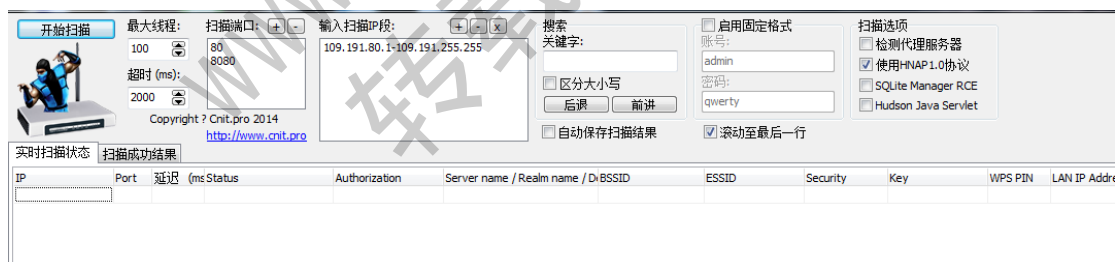 开始扫描
最大线程:
100
超时 (ms):
2000
Copyright ? Cnit.pro 2014
http://www.cnit.pro
扫描端口: + -
80
8080
输入扫描IP段: + - x
109.191.80.1-109.191.255.255
搜索
关键字:
区分大小写
后退 前进
自动保存扫描结果
启用固定格式
账号:
admin
密码:
qwerty
滚动至最后一行
扫描选项
检测代理服务器
使用HNAP1.0协议
SQLite Manager RCE
Hudson Java Servlet
实时扫描状态 扫描成功结果
IP Port 延迟 (ms Status Authorization Server name / Realm name / De BSSID ESSID Security Key WPS PIN LAN IP Addre
转载